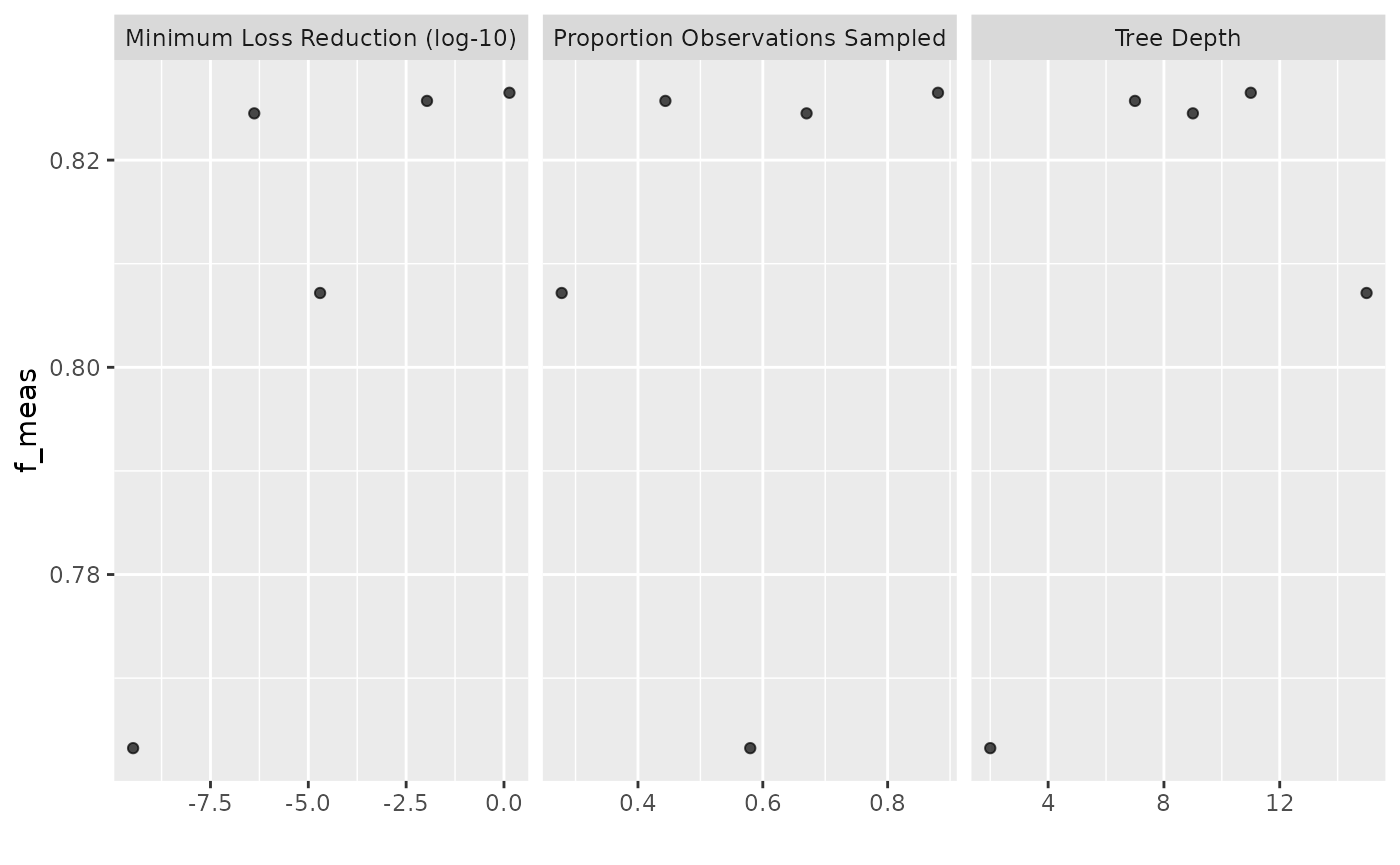 Minimum Loss Reduction (log-10)
Proportion Observations Sampled
Tree Depth
f_meas
0.82
0.80
0.78
-7.5 -5.0 -2.5 0.0
0.4 0.6 0.8
4 8 12